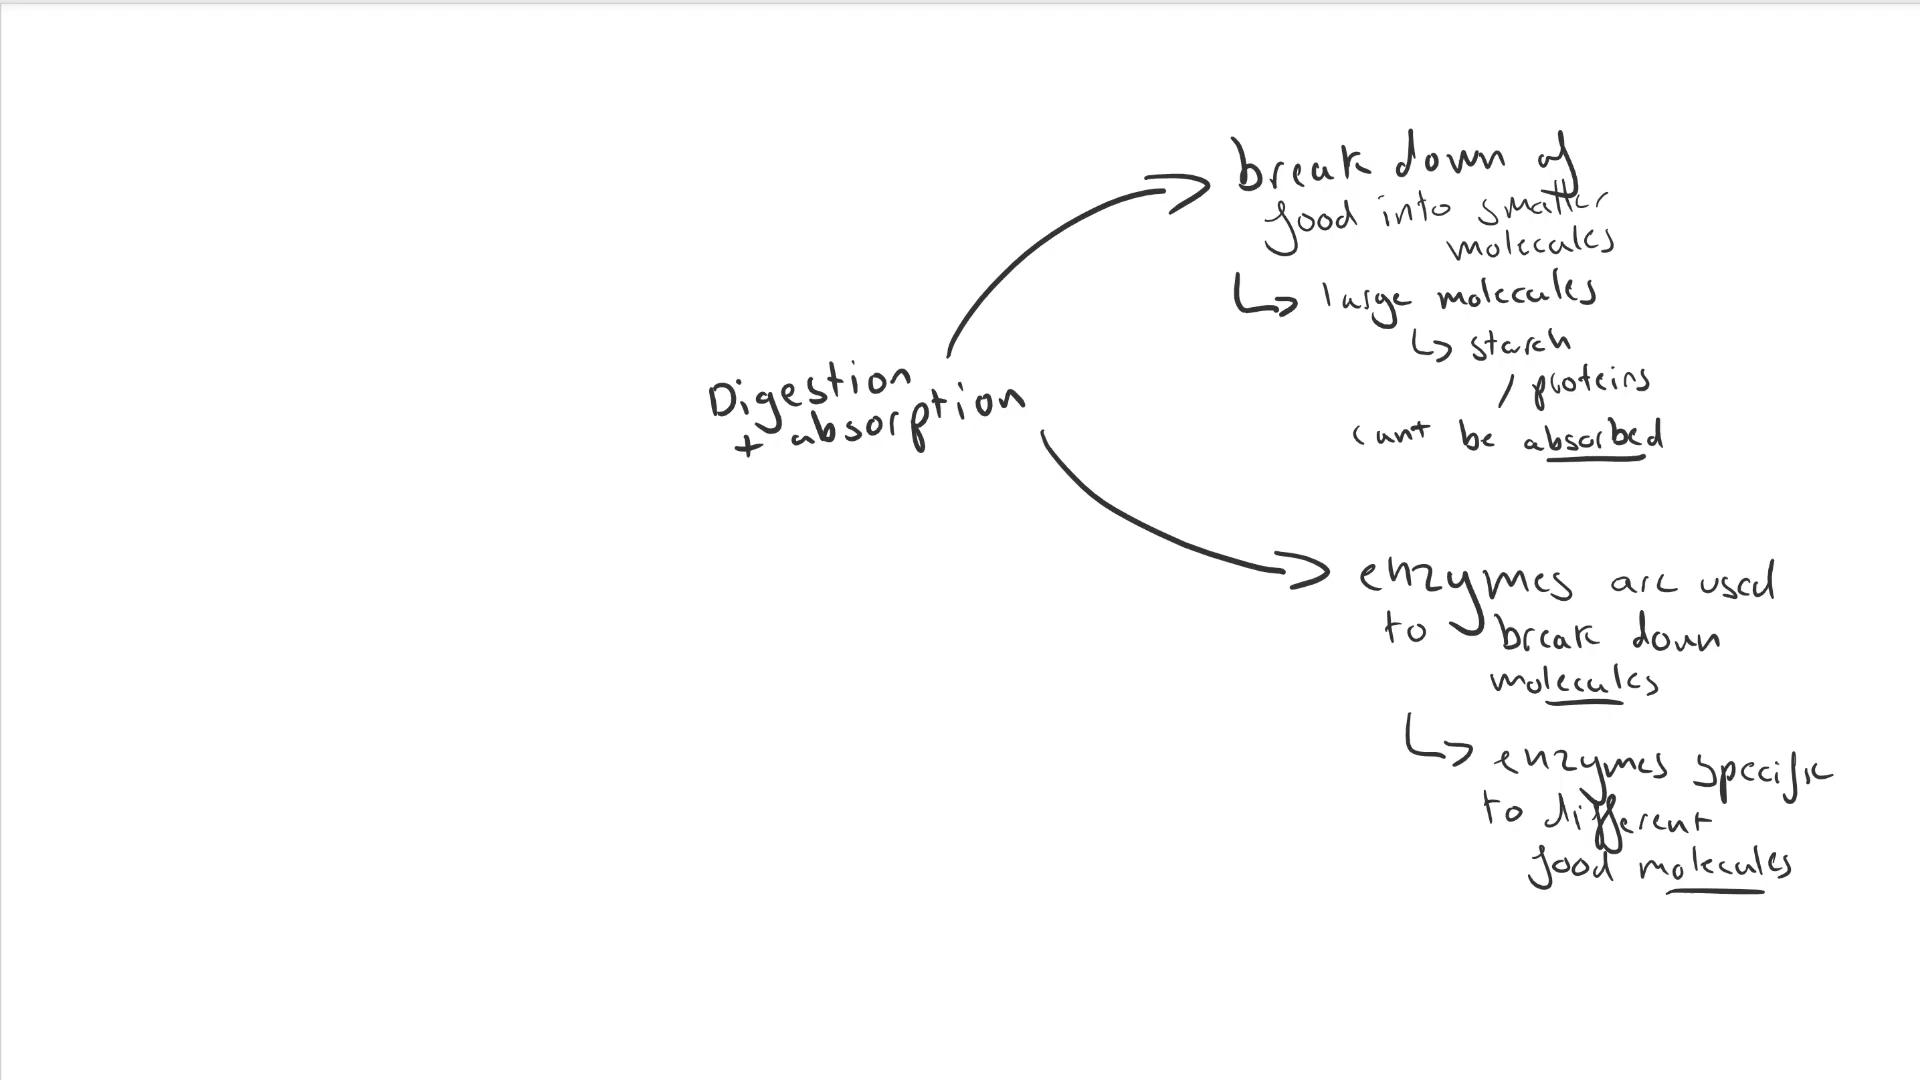 Digestion
+ absorption
break down of
food into smaller
molecules
↳ large molecules
↳ starch
/ proteins
cant be absorbed
enzymes are used
to break down
molecules
↳ enzymes specific
to different
food molecules